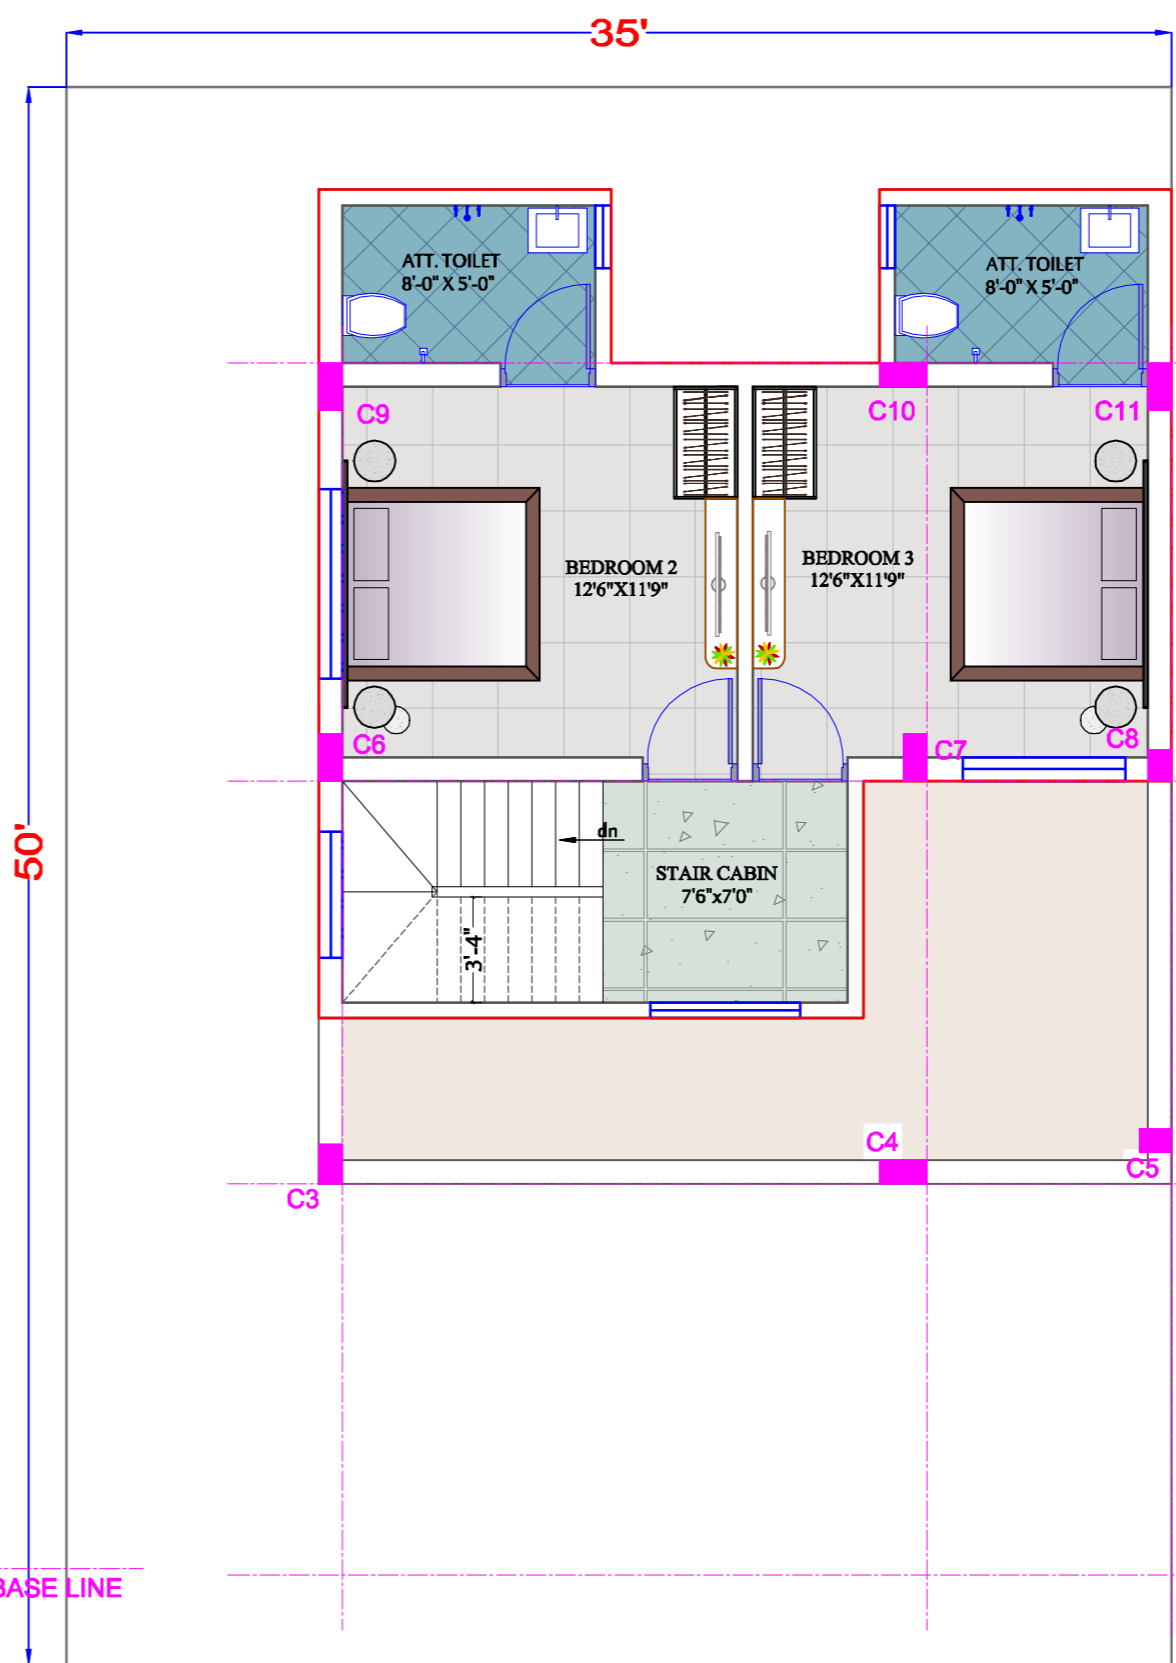 35'
ATT. TOILET
8'-0" X 5'-0"
ATT. TOILET
8'-0" X 5'-0"
C9
C10
C11
BEDROOM 2
12'6"X11'9"
BEDROOM 3
12'6"X11'9"
C6
C7
C8
50'
dn
STAIR CABIN
7'6"x7'0"
3'-4"
C4
C5
C3
BASE LINE